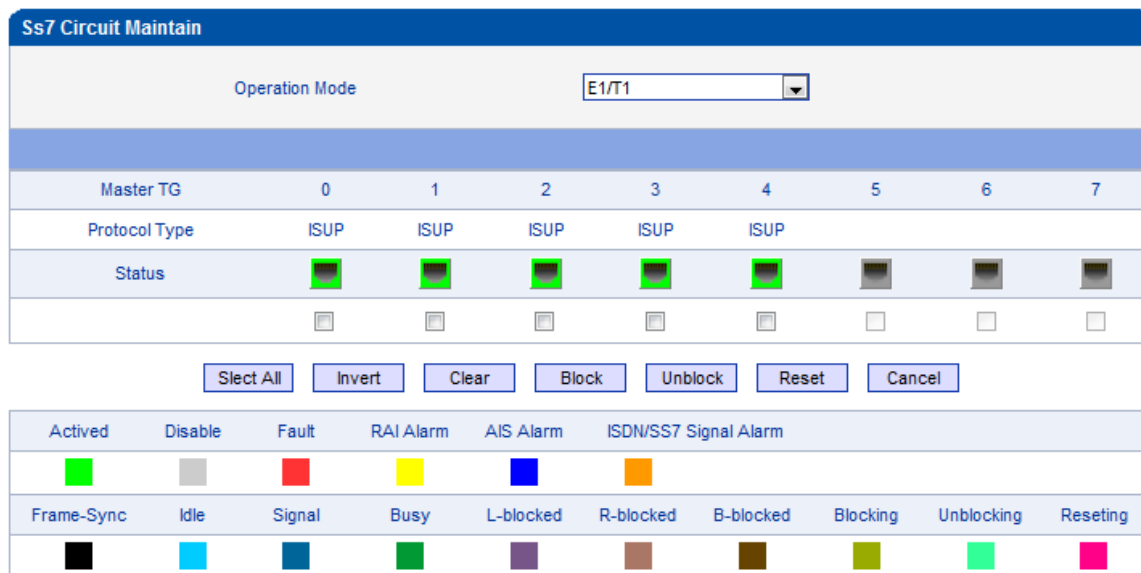 Ss7 Circuit Maintain
Operation Mode E1/T1
Master TG 0 1 2 3 4 5 6 7
Protocol Type ISUP ISUP ISUP ISUP ISUP
Status
Slect All Invert Clear Block Unblock Reset Cancel
Actived Disable Fault RAI Alarm AIS Alarm ISDN/SS7 Signal Alarm
Frame-Sync Idle Signal Busy L-blocked R-blocked B-blocked Blocking Unblocking Reseting